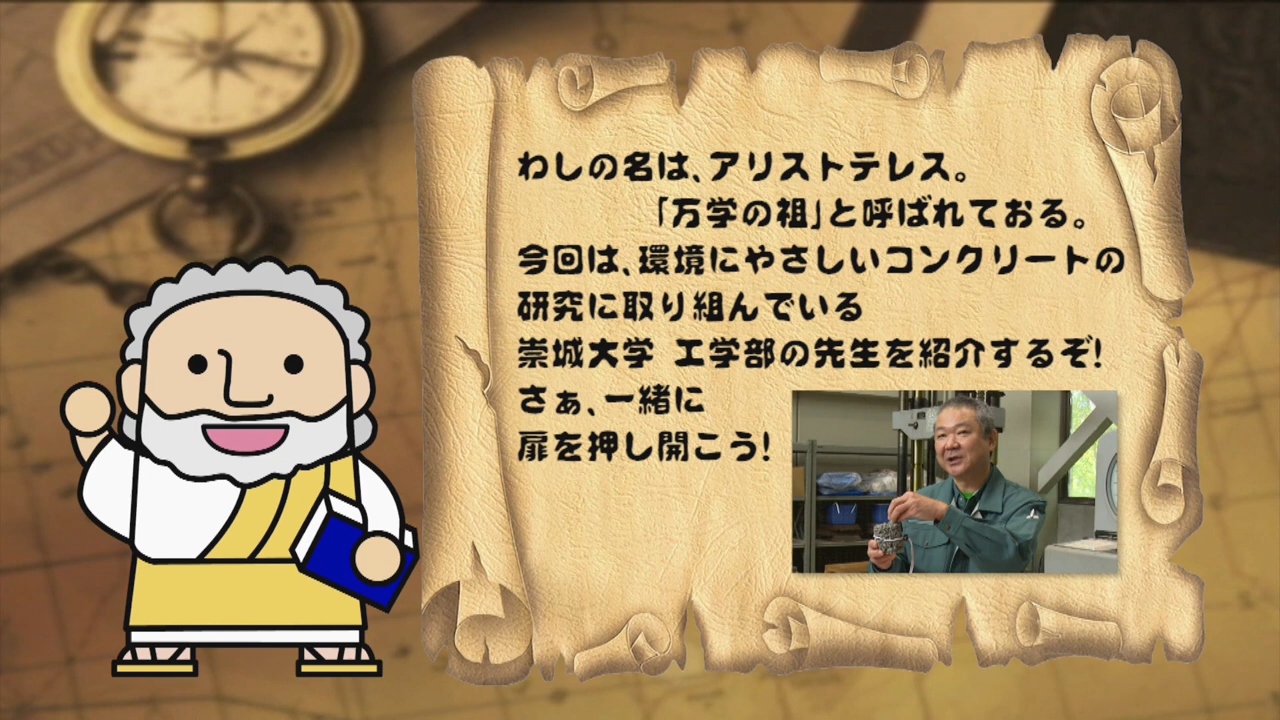 わしの名は、アリストテレス。
「万学の祖」と呼ばれておる。
今回は、環境にやさしいコンクリートの
研究に取り組んでいる
崇城大学 工学部の先生を紹介するぞ!
さぁ、一緒に
扉を押し開こう!